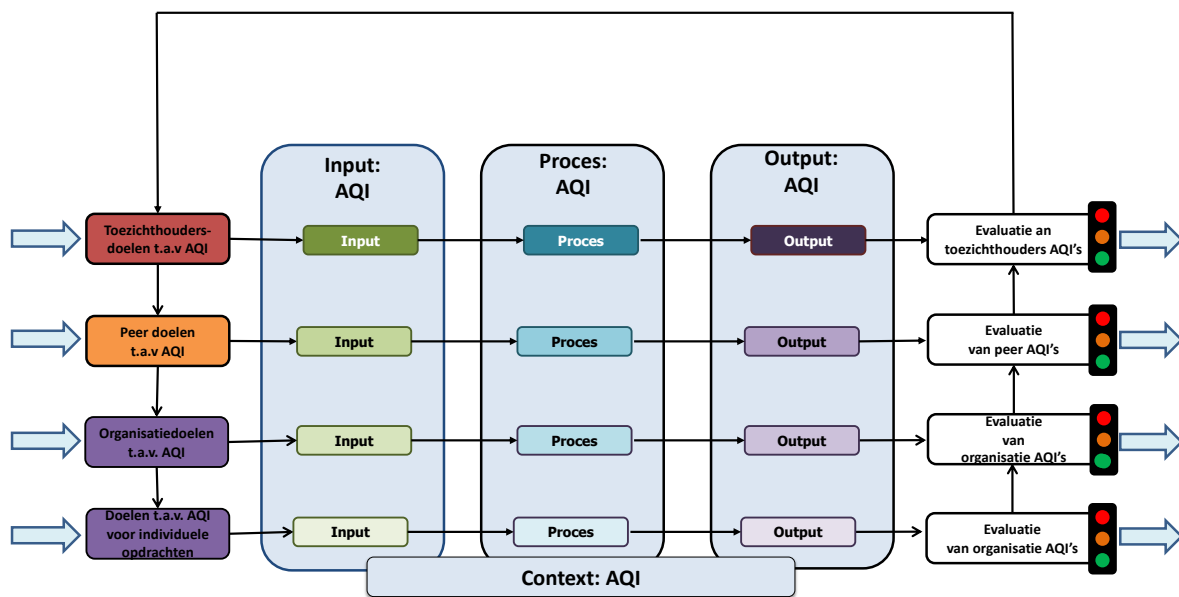 Input:
AQI
Proces:
AQI
Output:
AQI
Toezichthouders-
doelen t.a.v AQI
Input
Proces
Output
Evaluatie an
toezichthouders AQI’s
Peer doelen
t.a.v AQI
Input
Proces
Output
Evaluatie
van peer AQI’s
Organisatiedoelen
t.a.v. AQI
Input
Proces
Output
Evaluatie
van
organisatie AQI’s
Doelen t.a.v. AQI
voor individuele
opdrachten
Input
Proces
Output
Evaluatie
van organisatie AQI’s
Context: AQI